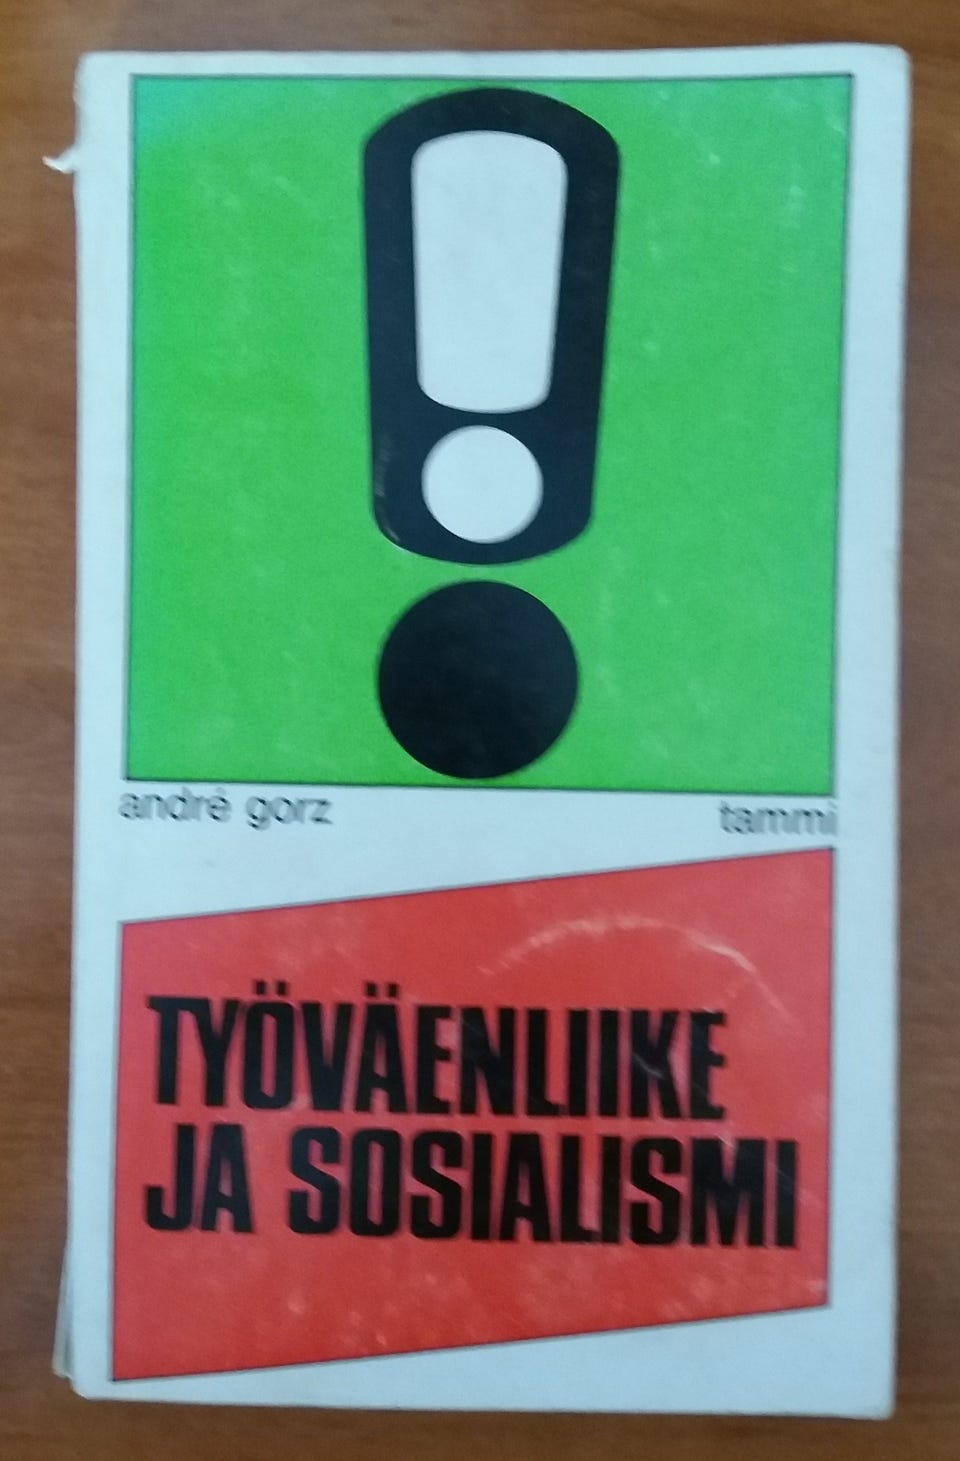 !
andré gorz
tammi
TYÖVÄENLIIKE
JA SOSIALISMI